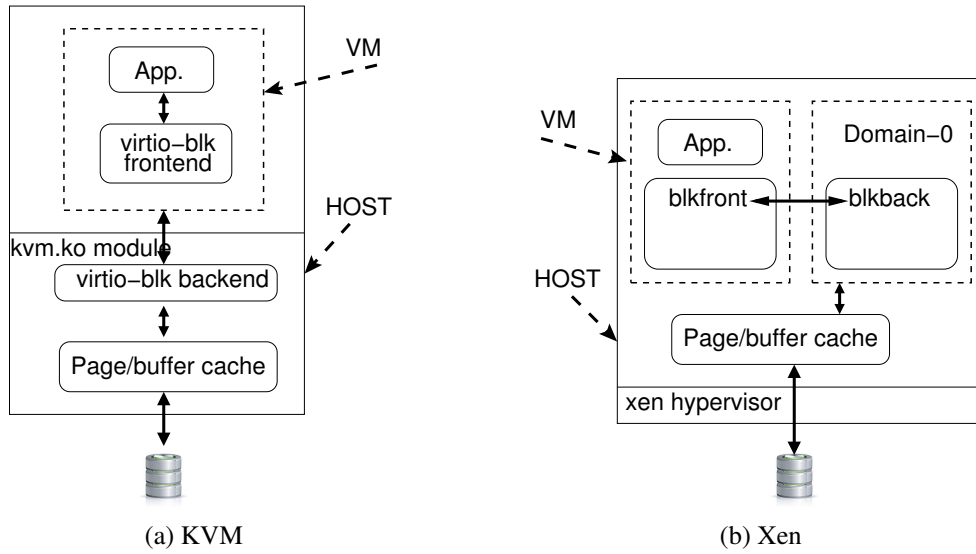 VM
App.
virtio-blk
frontend
HOST
kvm.ko module
virtio-blk backend
Page/buffer cache
(a) KVM
VM
App.
Domain-0
blkfront
blkback
HOST
Page/buffer cache
xen hypervisor
(b) Xen